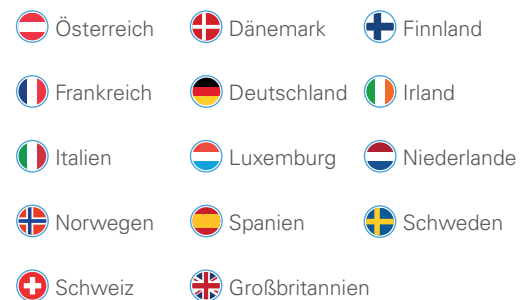 Österreich Dänemark Finnland
Frankreich Deutschland Irland
Italien Luxemburg Niederlande
Norwegen Spanien Schweden
Schweiz Großbritannien